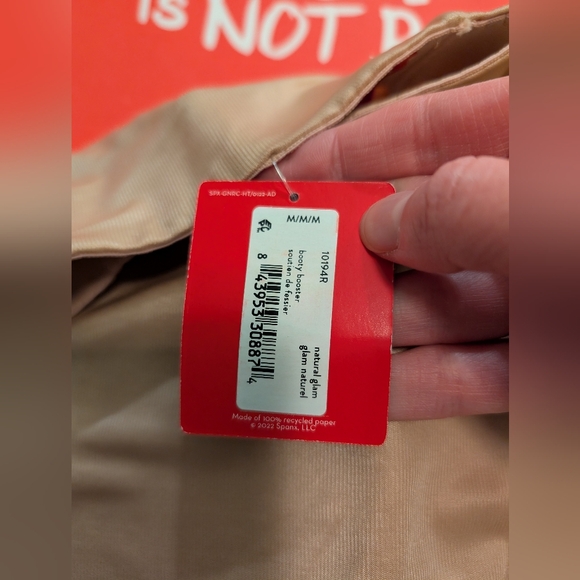 is NOT
SPX-GNBC-HT/0122-AD
M/M/M
10194R
booty booster
soutien de fessier
natural glam
glam naturel
8 43953 30887 4
Made of 100% recycled paper
© 2022 Spanx, LLC